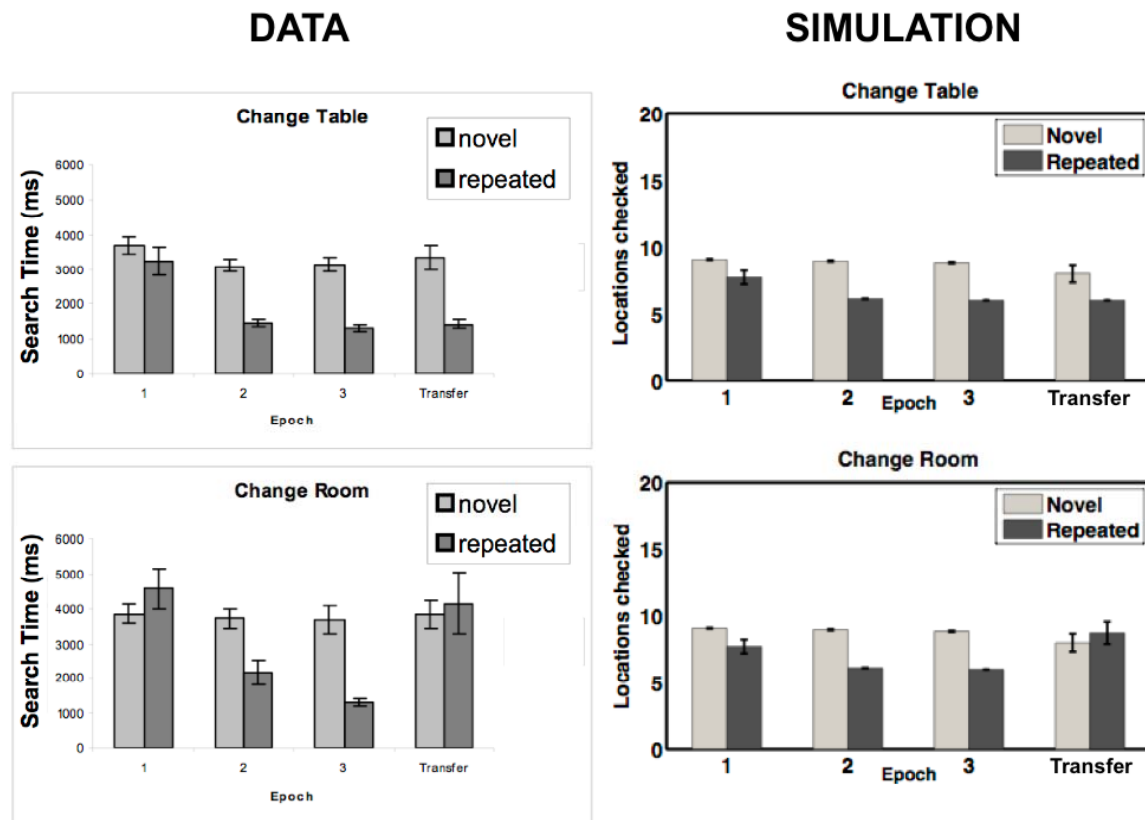 DATA
SIMULATION
Change Table
novel
repeated
Search Time (ms)
6000
5000
4000
3000
2000
1000
0
1 2 3 Transfer
Epoch
Change Table
Novel
Repeated
Locations checked
20
15
10
5
0
1 2 3 Transfer
Epoch
Change Room
novel
repeated
Search Time (ms)
6000
5000
4000
3000
2000
1000
0
1 2 3 Transfer
Epoch
Change Room
Novel
Repeated
Locations checked
20
15
10
5
0
1 2 3 Transfer
Epoch